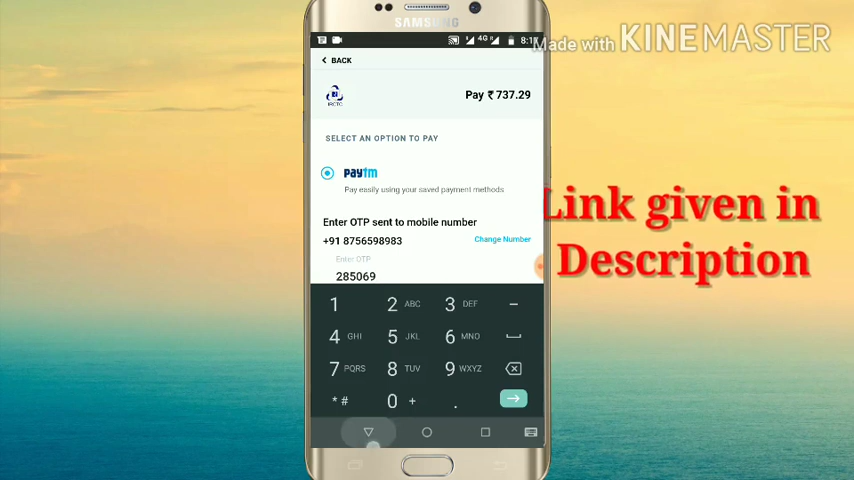 SAMSUNG
4G
Made with KINEMASTER
BACK
IRCTC
Pay ₹ 737.29
SELECT AN OPTION TO PAY
paytm
Pay easily using your saved payment methods
Link given in
Description
Enter OTP sent to mobile number
+91 8756598983
Change Number
Enter OTP
285069
1 2 ABC 3 DEF –
4 GHI 5 JKL 6 MNO
7 PQRS 8 TUV 9 WXYZ
* # 0 + .